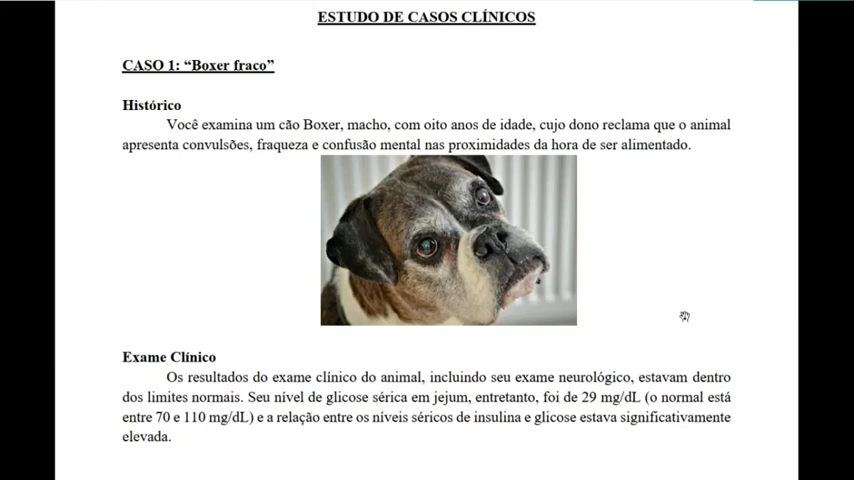 ESTUDO DE CASOS CLÍNICOS
CASO 1: “Boxer fraco”
Histórico
Você examina um cão Boxer, macho, com oito anos de idade, cujo dono reclama que o animal
apresenta convulsões, fraqueza e confusão mental nas proximidades da hora de ser alimentado.
Exame Clínico
Os resultados do exame clínico do animal, incluindo seu exame neurológico, estavam dentro
dos limites normais. Seu nível de glicose sérica em jejum, entretanto, foi de 29 mg/dL (o normal está
entre 70 e 110 mg/dL) e a relação entre os níveis séricos de insulina e glicose estava significativamente
elevada.